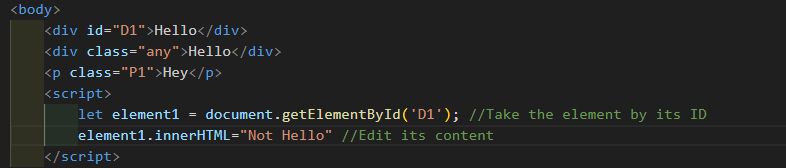 <body>
<div id="D1">Hello</div>
<div class="any">Hello</div>
<p class="P1">Hey</p>
<script>
let element1 = document.getElementById('D1'); //Take the element by its ID
element1.innerHTML="Not Hello" //Edit its content
</script>